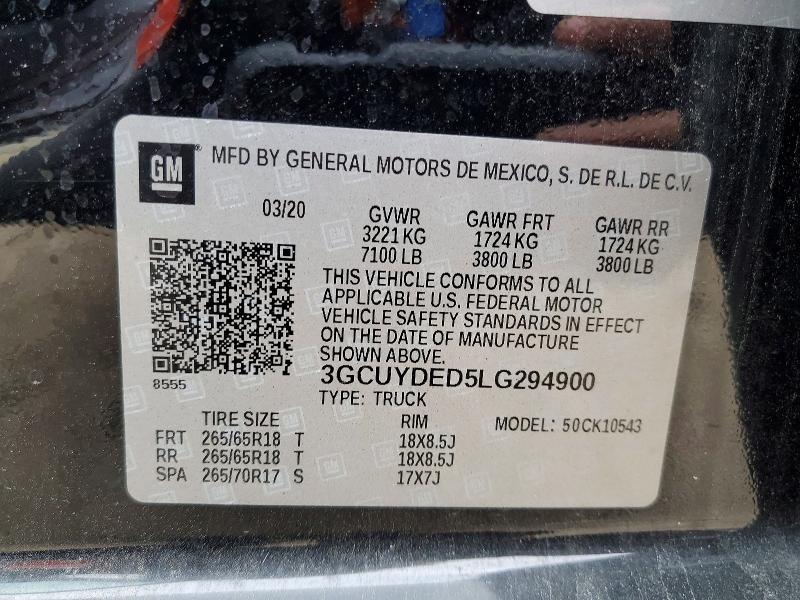 GM MFD BY GENERAL MOTORS DE MEXICO, S. DE R.L. DE C.V.
03/20 GVWR GAWR FRT GAWR RR
3221 KG 1724 KG 1724 KG
7100 LB 3800 LB 3800 LB
THIS VEHICLE CONFORMS TO ALL
APPLICABLE U.S. FEDERAL MOTOR
VEHICLE SAFETY STANDARDS IN EFFECT
ON THE DATE OF MANUFACTURE
SHOWN ABOVE.
8555
3GCUYDED5LG294900
TYPE: TRUCK
TIRE SIZE RIM MODEL: 50CK10543
FRT 265/65R18 T 18X8.5J
RR 265/65R18 T 18X8.5J
SPA 265/70R17 S 17X7J